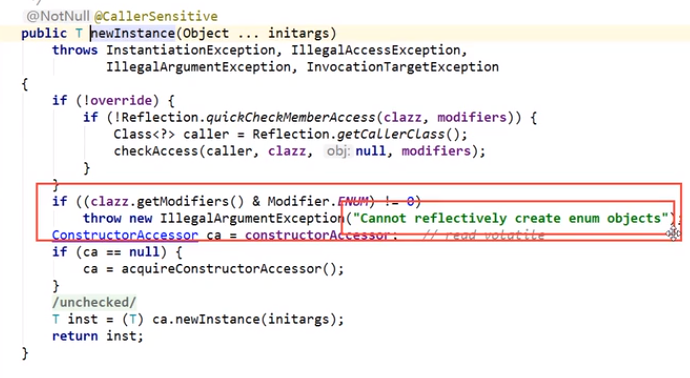 @NotNull @CallerSensitive
public T newInstance(Object ... initargs)
throws InstantiationException, IllegalAccessException,
IllegalArgumentException, InvocationTargetException
{
if (!override) {
if (!Reflection.quickCheckMemberAccess(clazz, modifiers)) {
Class<?> caller = Reflection.getCallerClass();
checkAccess(caller, clazz, obj: null, modifiers);
}
}
if ((clazz.getModifiers() & Modifier.ENUM) != 0)
throw new IllegalArgumentException("Cannot reflectively create enum objects");
ConstructorAccessor ca = constructorAccessor; // read volatile
if (ca == null) {
ca = acquireConstructorAccessor();
}
/unchecked/
T inst = (T) ca.newInstance(initargs);
return inst;
}